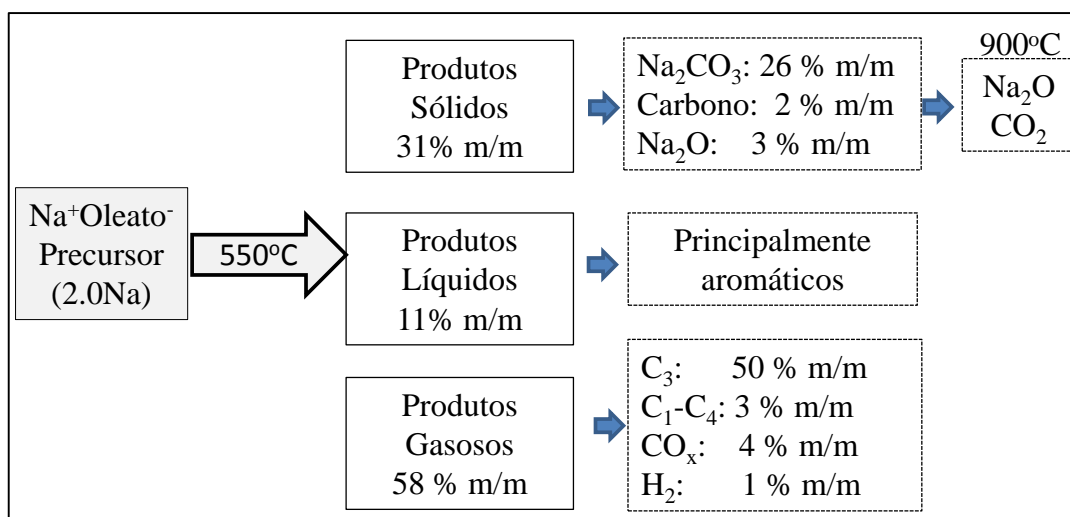 Na⁺Oleato⁻
Precursor
(2.0Na)
550°C
Produtos
Sólidos
31% m/m
Na₂CO₃: 26 % m/m
Carbono: 2 % m/m
Na₂O: 3 % m/m
900°C
Na₂O
CO₂
Produtos
Líquidos
11% m/m
Principalmente
aromáticos
Produtos
Gasosos
58 % m/m
C₃: 50 % m/m
C₁-C₄: 3 % m/m
COₓ: 4 % m/m
H₂: 1 % m/m